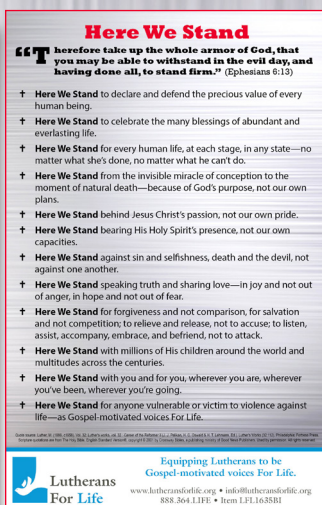 Here We Stand
“Therefore take up the whole armor of God, that
you may be able to withstand in the evil day, and
having done all, to stand firm.” (Ephesians 6:13)
✝ Here We Stand to declare and defend the precious value of every
human being.
✝ Here We Stand to celebrate the many blessings of abundant and
everlasting life.
✝ Here We Stand for every human life, at each stage, in any state—no
matter what she’s done, no matter what he can’t do.
✝ Here We Stand from the invisible miracle of conception to the
moment of natural death—because of God’s purpose, not our own
plans.
✝ Here We Stand behind Jesus Christ’s passion, not our own pride.
✝ Here We Stand bearing His Holy Spirit’s presence, not our own
capacities.
✝ Here We Stand against sin and selfishness, death and the devil, not
against one another.
✝ Here We Stand speaking truth and sharing love—in joy and not out
of anger, in hope and not out of fear.
✝ Here We Stand for forgiveness and not comparison, for salvation
and not competition; to relieve and release, not to accuse; to listen,
assist, accompany, embrace, and befriend, not to attack.
✝ Here We Stand with millions of His children around the world and
multitudes across the centuries.
✝ Here We Stand with you and for you, wherever you are, wherever
you’ve been, wherever you’re going.
✝ Here We Stand for anyone vulnerable or victim to violence against
life—as Gospel-motivated voices For Life.
Lutherans
For Life
Equipping Lutherans to be
Gospel-motivated voices For Life.
www.lutheransforlife.org • info@lutheransforlife.org
888.364.LIFE • Item LFL1635BI